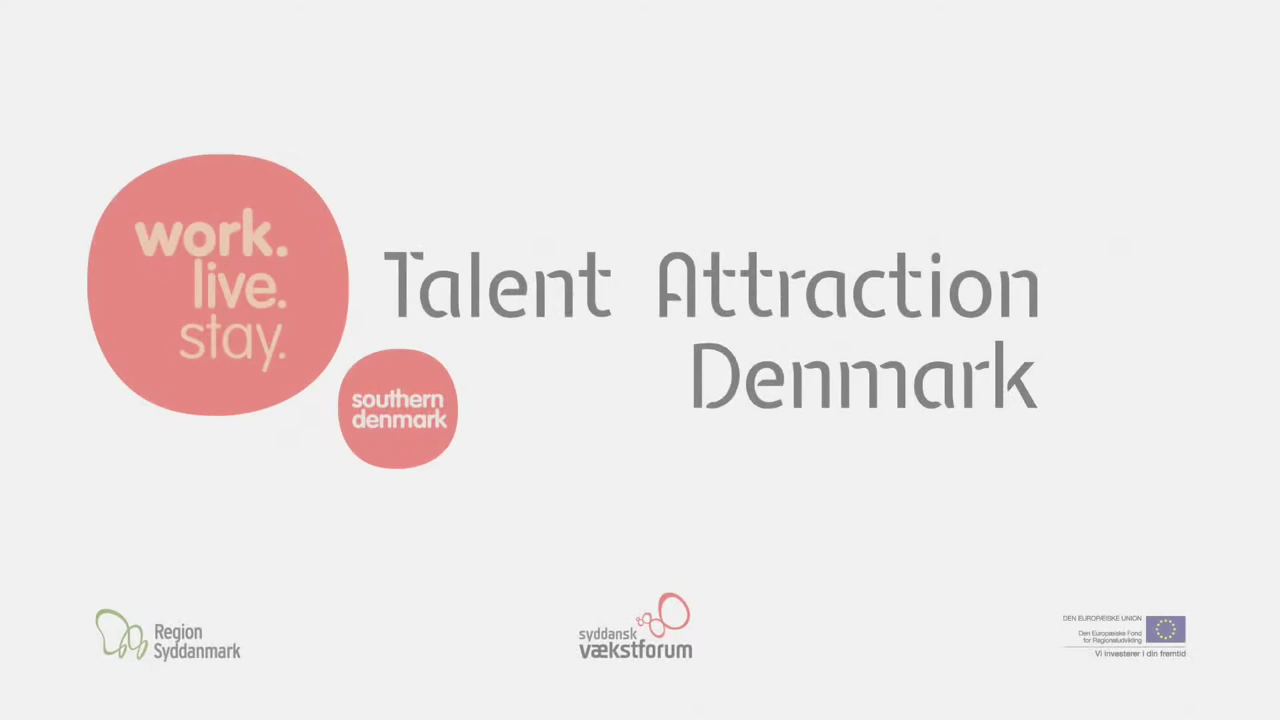 work.
live.
stay.
southern
denmark
Talent Attraction
Denmark
Region
Syddanmark
syddansk
vækstforum
DEN EUROPÆISKE UNION
Den Europæiske Fond
for Regionaludvikling
Vi investerer i din fremtid